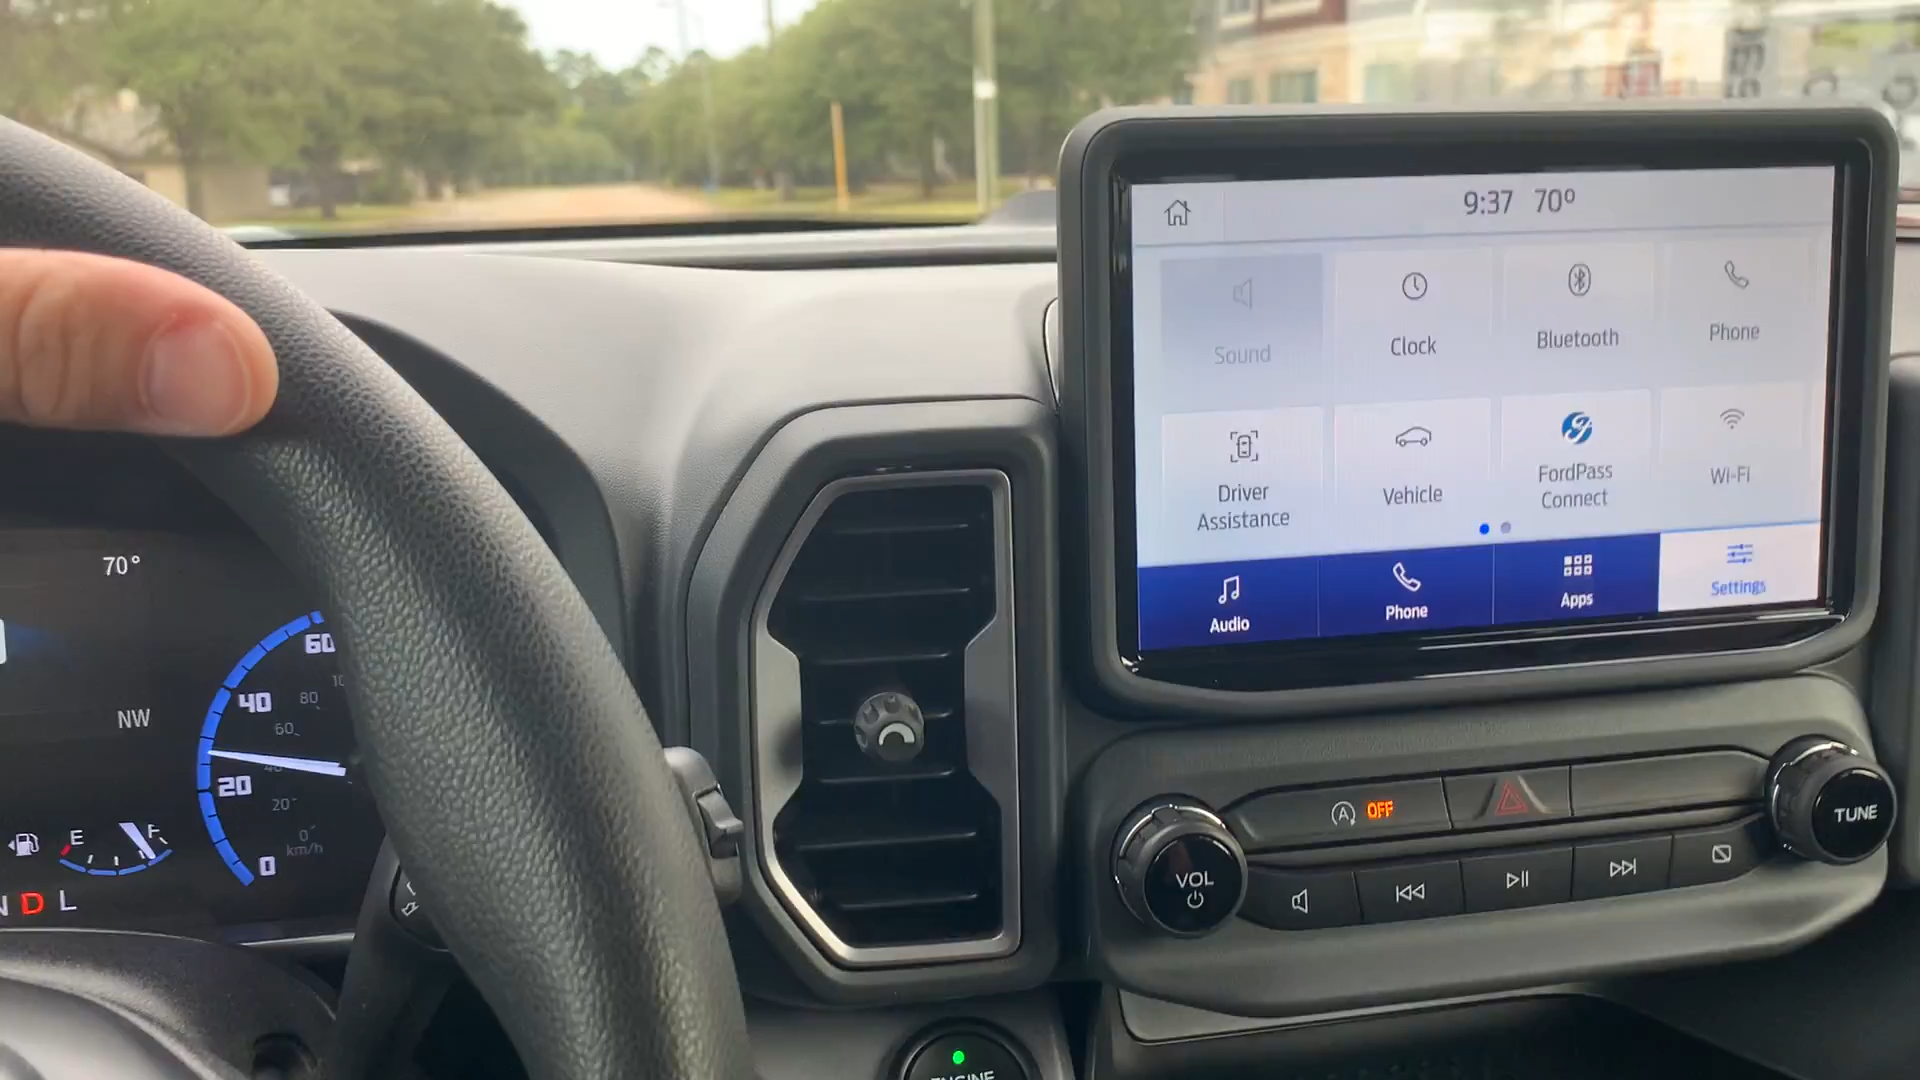 9:37 70°
Sound
Clock
Bluetooth
Phone
Driver
Assistance
Vehicle
FordPass
Connect
Wi-Fi
Audio
Phone
Apps
Settings
70°
NW
60
40
20
0
80
60
20
0
km/h
E
F
D L
A OFF
VOL
TUNE
ENGINE